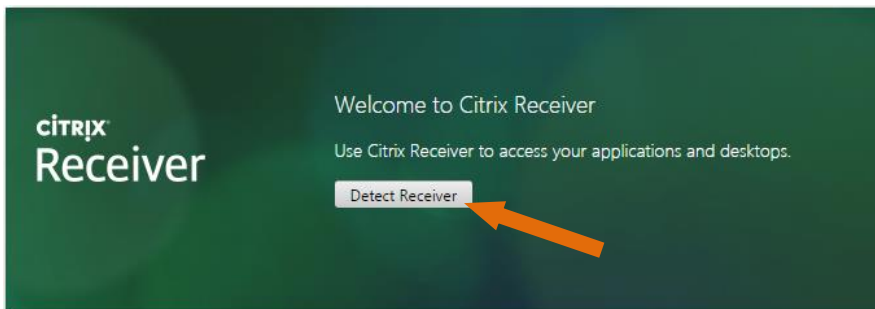 CITRIX
Receiver
Welcome to Citrix Receiver
Use Citrix Receiver to access your applications and desktops.
Detect Receiver